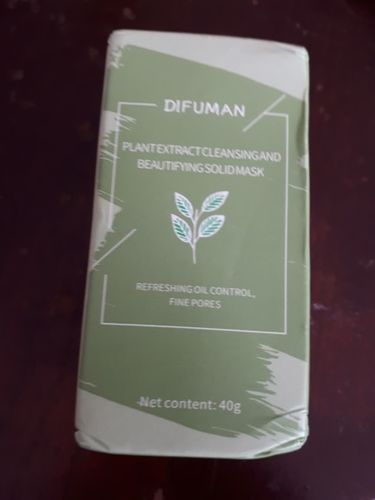 DIFUMAN
PLANT EXTRACT CLEANSING AND
BEAUTIFYING SOLID MASK
REFRESHING OIL CONTROL,
FINE PORES
Net content: 40g